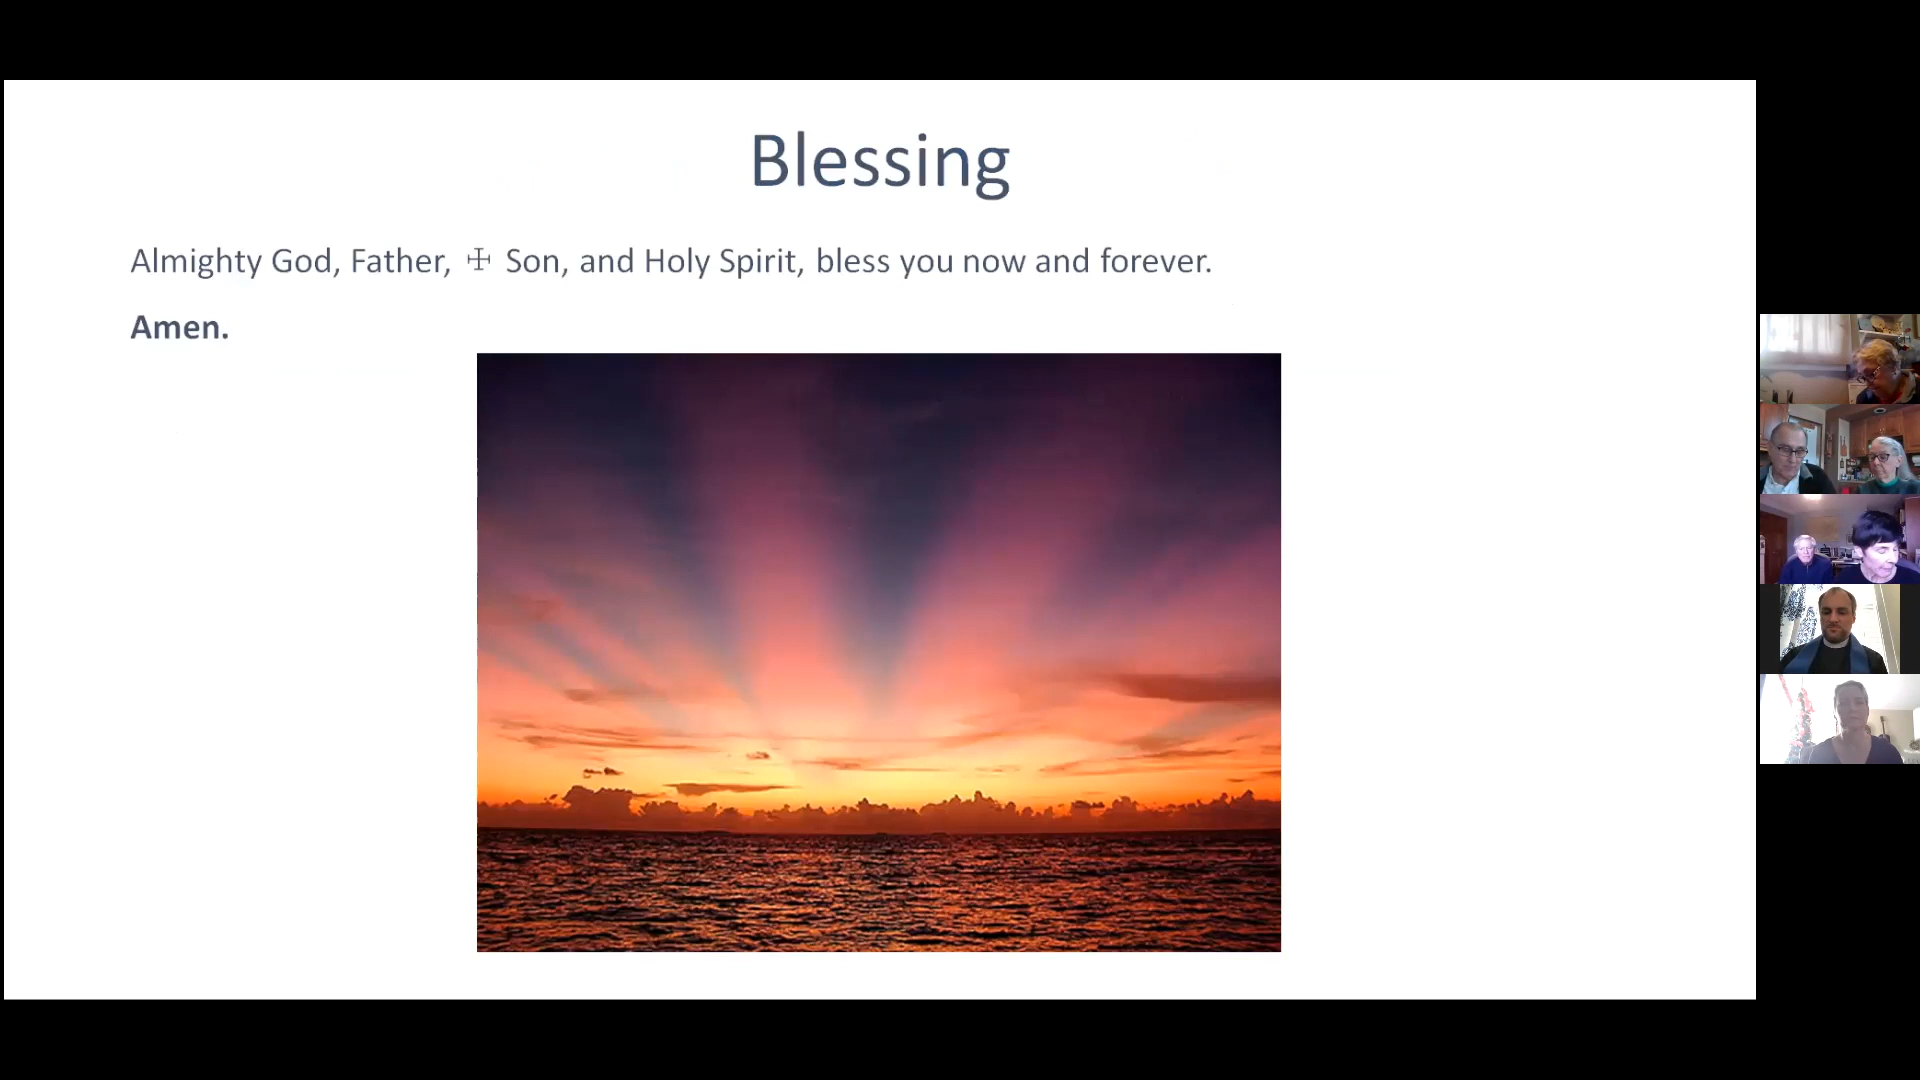 Blessing
Almighty God, Father, ☩ Son, and Holy Spirit, bless you now and forever.
Amen.